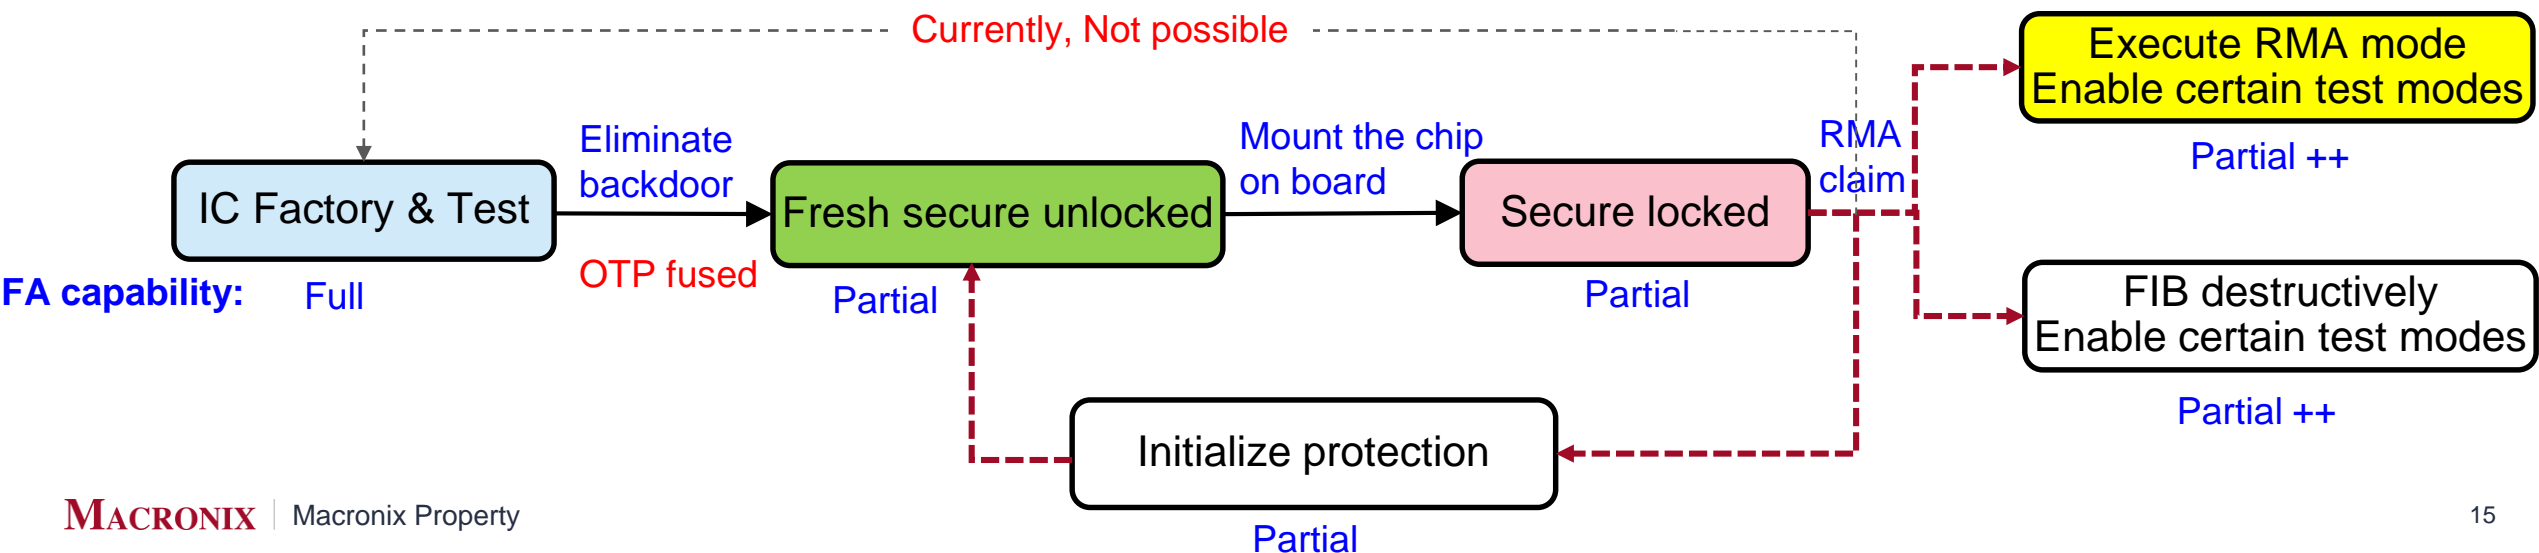 Currently, Not possible
Execute RMA mode
Enable certain test modes
Partial ++
Eliminate
backdoor
Mount the chip
on board
RMA
claim
IC Factory & Test
Fresh secure unlocked
Secure locked
OTP fused
FA capability:
Full
Partial
Partial
FIB destructively
Enable certain test modes
Partial ++
Initialize protection
Partial
MACRONIX
Macronix Property
15